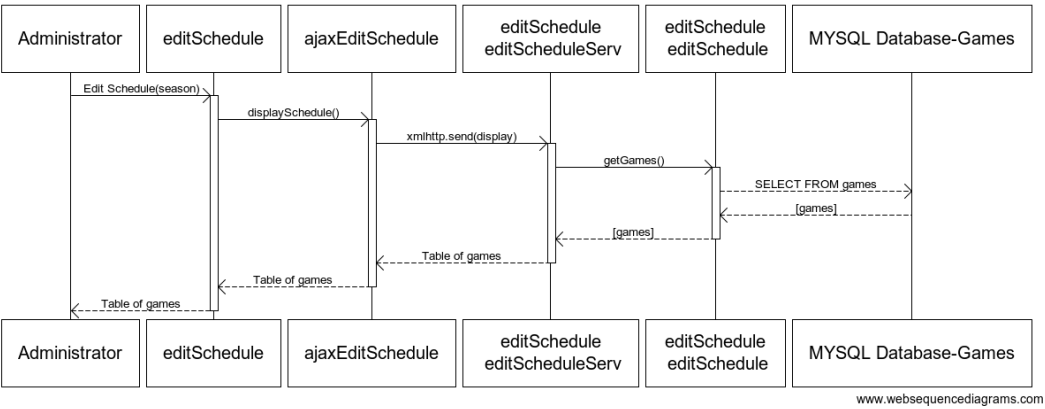 Administrator
editSchedule
ajaxEditSchedule
editSchedule
editScheduleServ
editSchedule
editSchedule
MYSQL Database-Games
Edit Schedule(season)
displaySchedule()
xmlhttp.send(display)
getGames()
SELECT FROM games
[games]
[games]
Table of games
Table of games
Table of games
Administrator
editSchedule
ajaxEditSchedule
editSchedule
editScheduleServ
editSchedule
editSchedule
MYSQL Database-Games
www.websequencediagrams.com